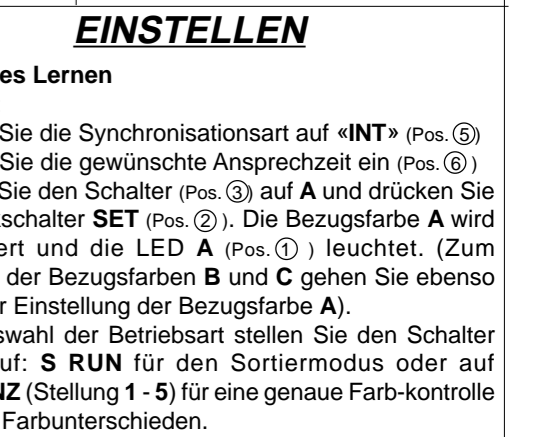 EINSTELLEN
es Lernen
Sie die Synchronisationsart auf «INT» (Pos. ⑤)
Sie die gewünschte Ansprechzeit ein (Pos. ⑥ )
Sie den Schalter (Pos. ③) auf A und drücken Sie
kschalter SET (Pos. ② ). Die Bezugsfarbe A wird
ert und die LED A (Pos. ① ) leuchtet. (Zum
der Bezugsfarben B und C gehen Sie ebenso
r Einstellung der Bezugsfarbe A).
swahl der Betriebsart stellen Sie den Schalter
uf: S RUN für den Sortiermodus oder auf
NZ (Stellung 1 - 5) für eine genaue Farb-kontrolle
Farbunterschieden.